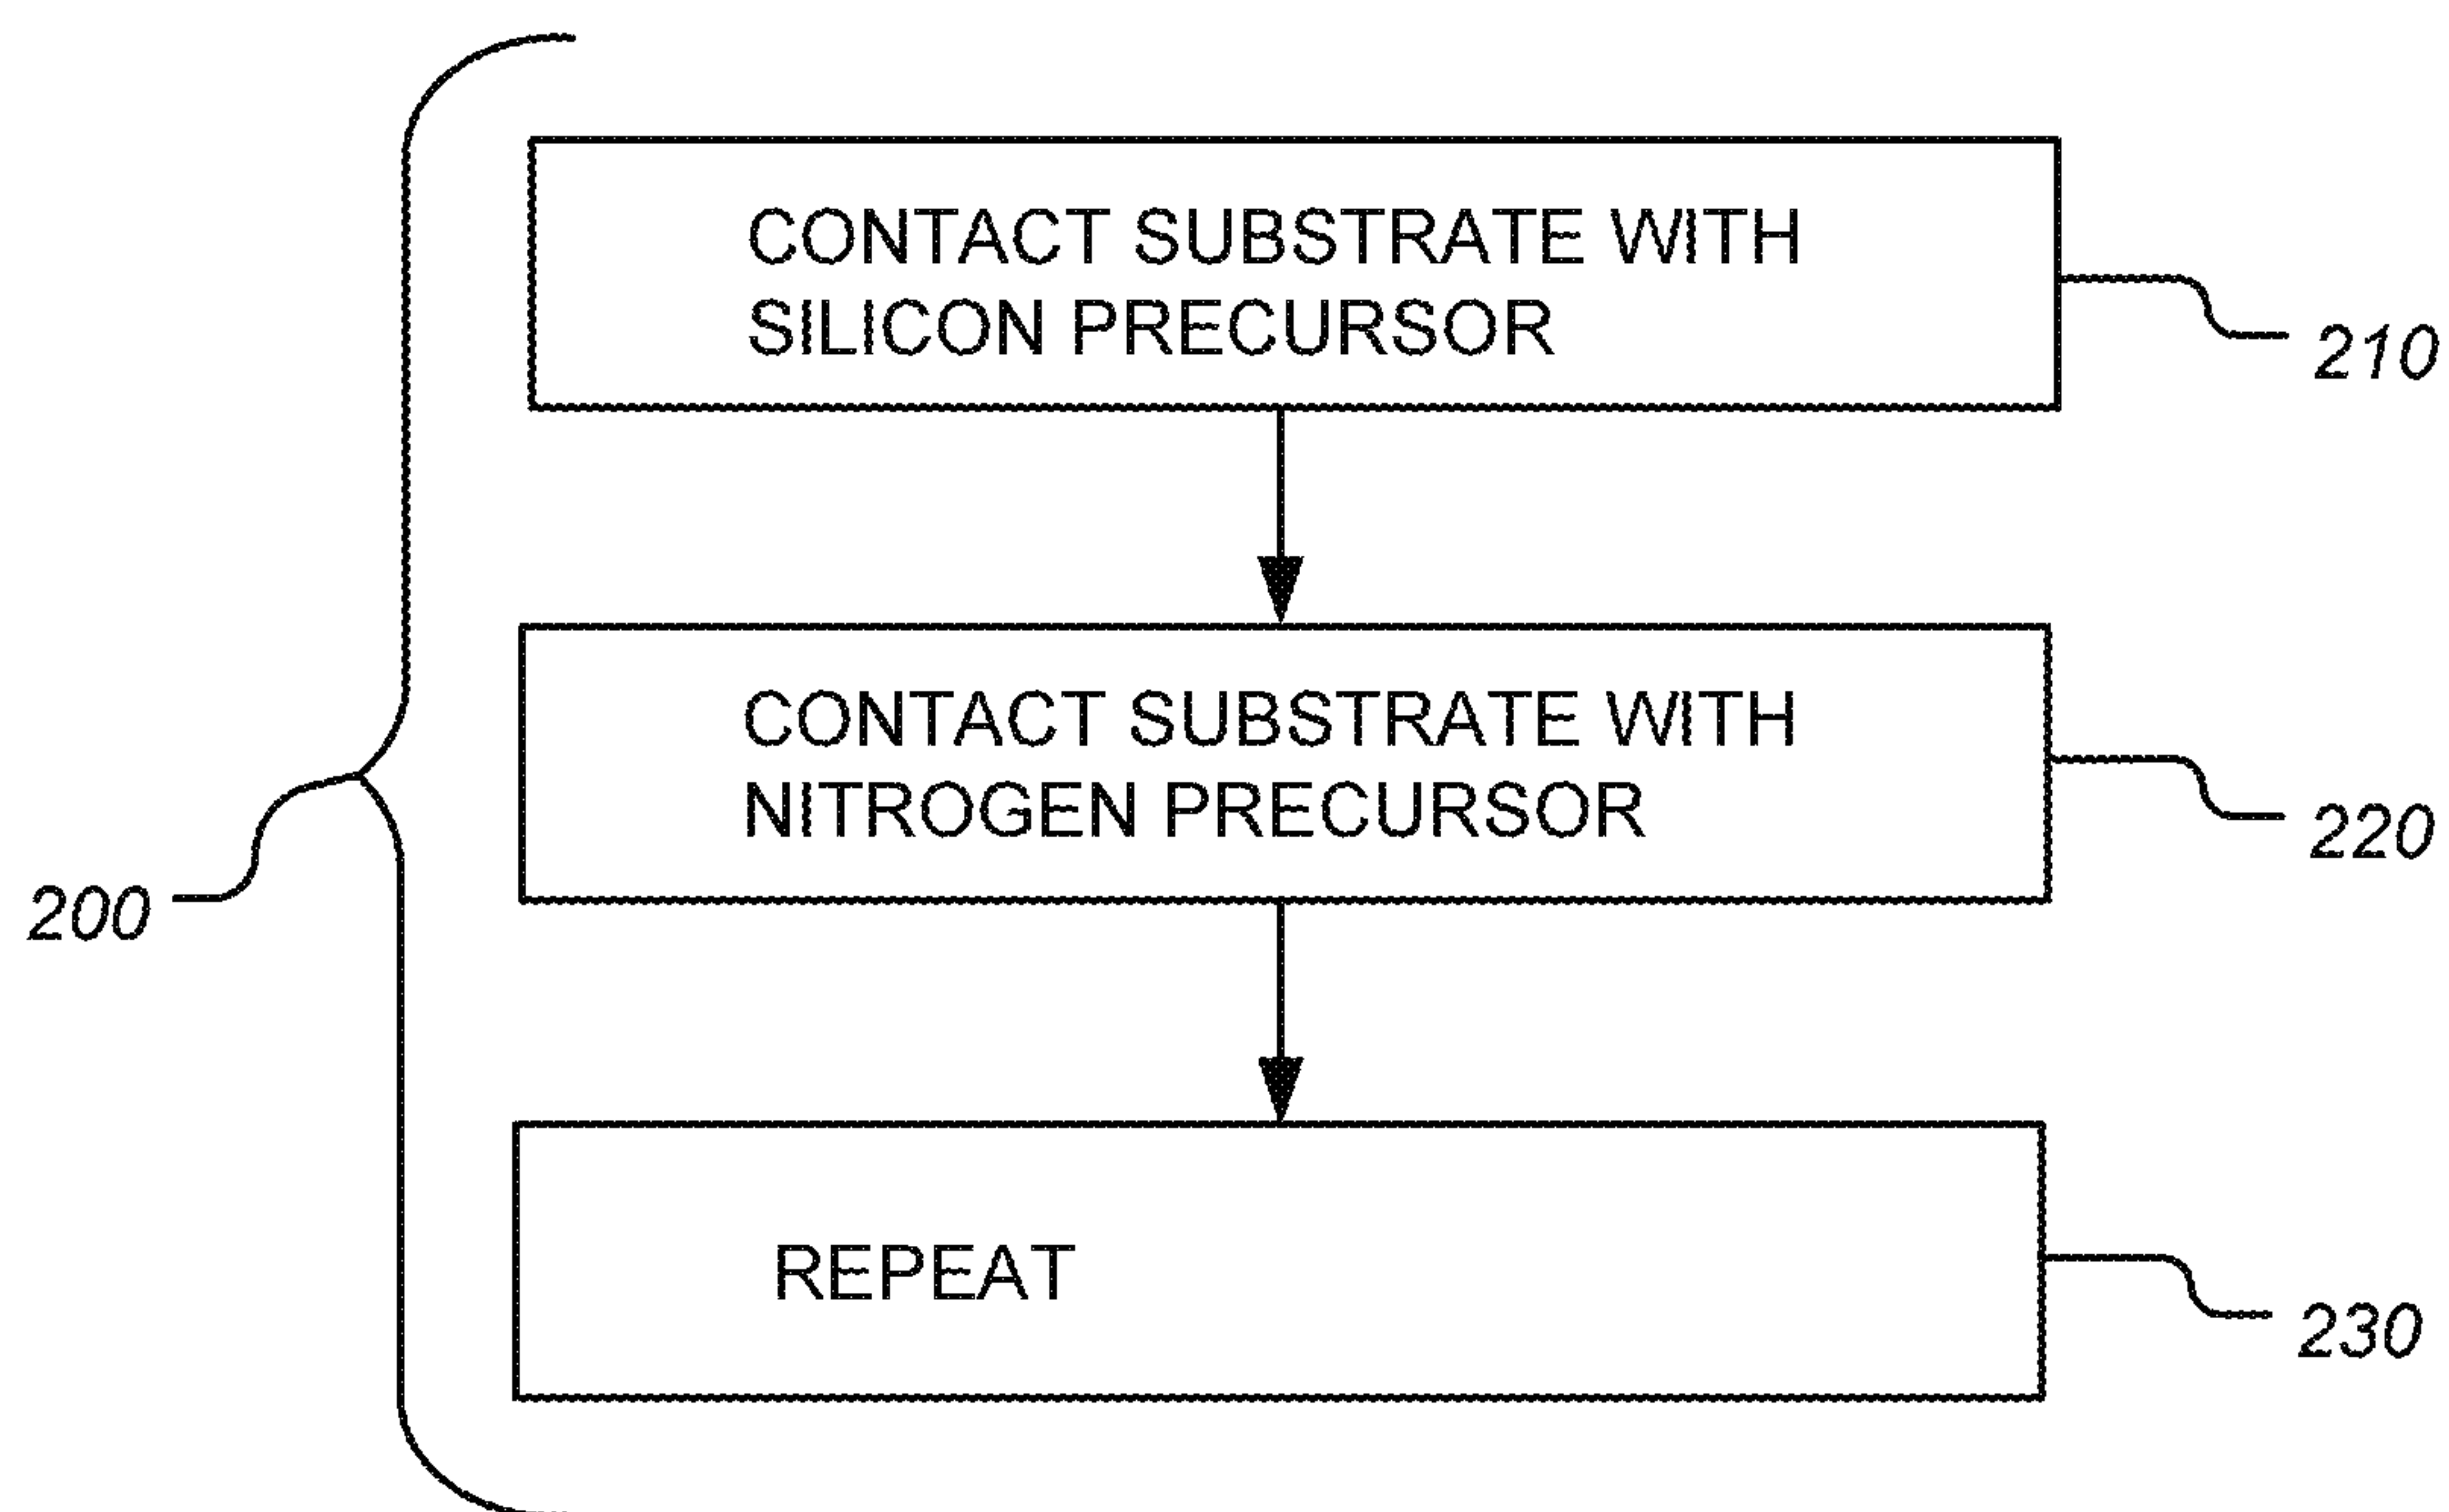 CONTACT SUBSTRATE WITH
SILICON PRECURSOR
210
CONTACT SUBSTRATE WITH
NITROGEN PRECURSOR
220
200
REPEAT
230